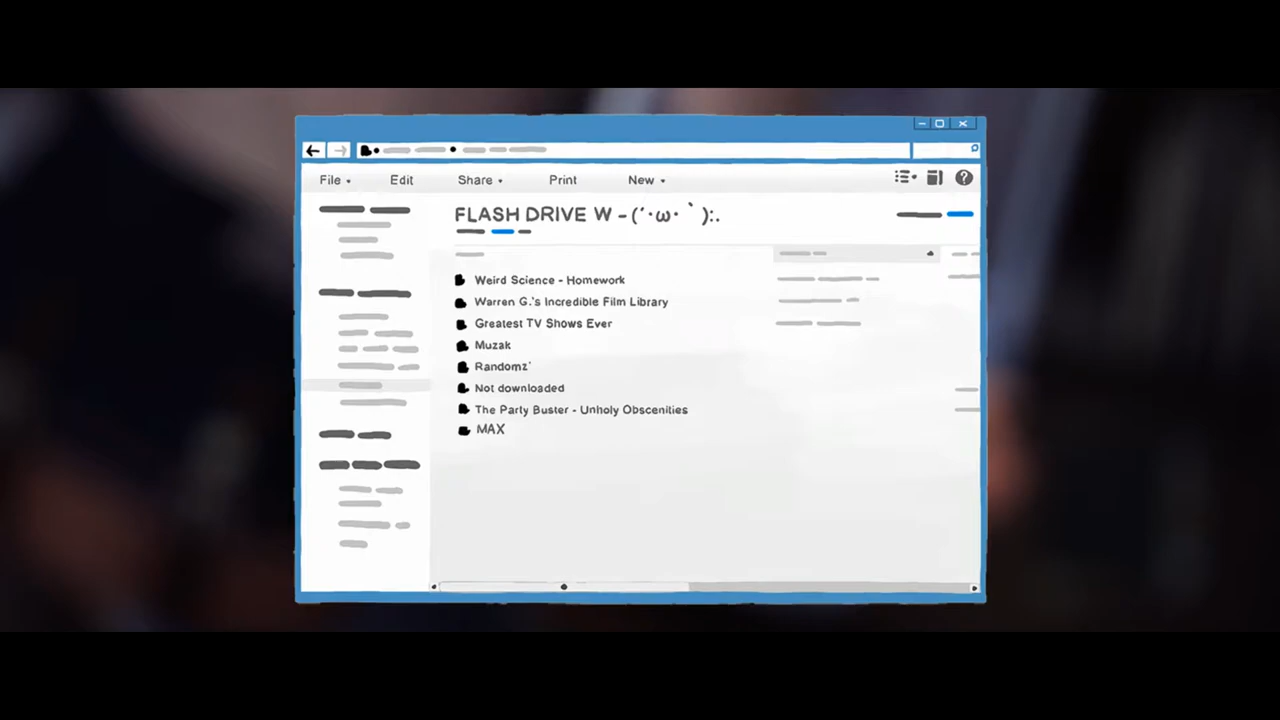 File Edit Share Print New
FLASH DRIVE W - (´･ω･｀):.
Weird Science - Homework
Warren G.'s Incredible Film Library
Greatest TV Shows Ever
Muzak
Randomz'
Not downloaded
The Party Buster - Unholy Obscenities
MAX